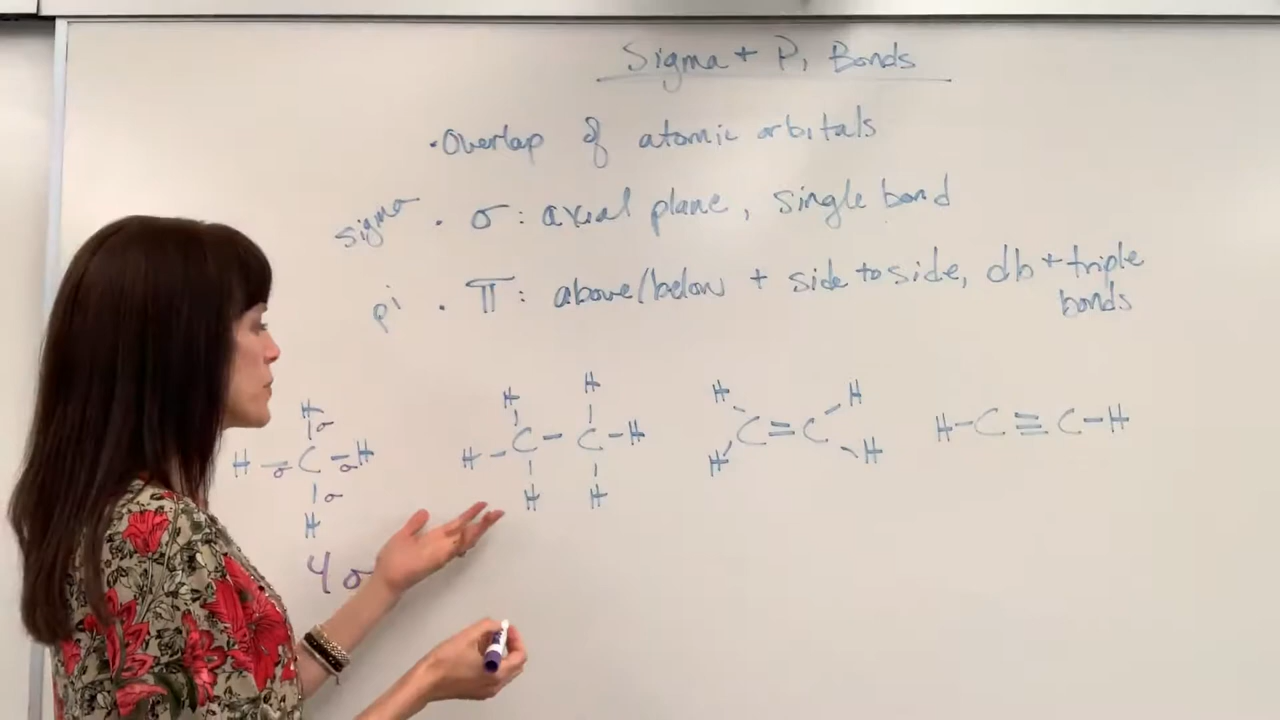 Sigma + Pi Bonds
· Overlap of atomic orbitals
sigma · σ: axial plane, single bond
pi · π: above/below + side to side, db + triple
bonds
H σ
H σ C σ H
σ
H
4 σ
H H
H - C - C - H
H H
H H
C = C
H H
H - C ≡ C - H